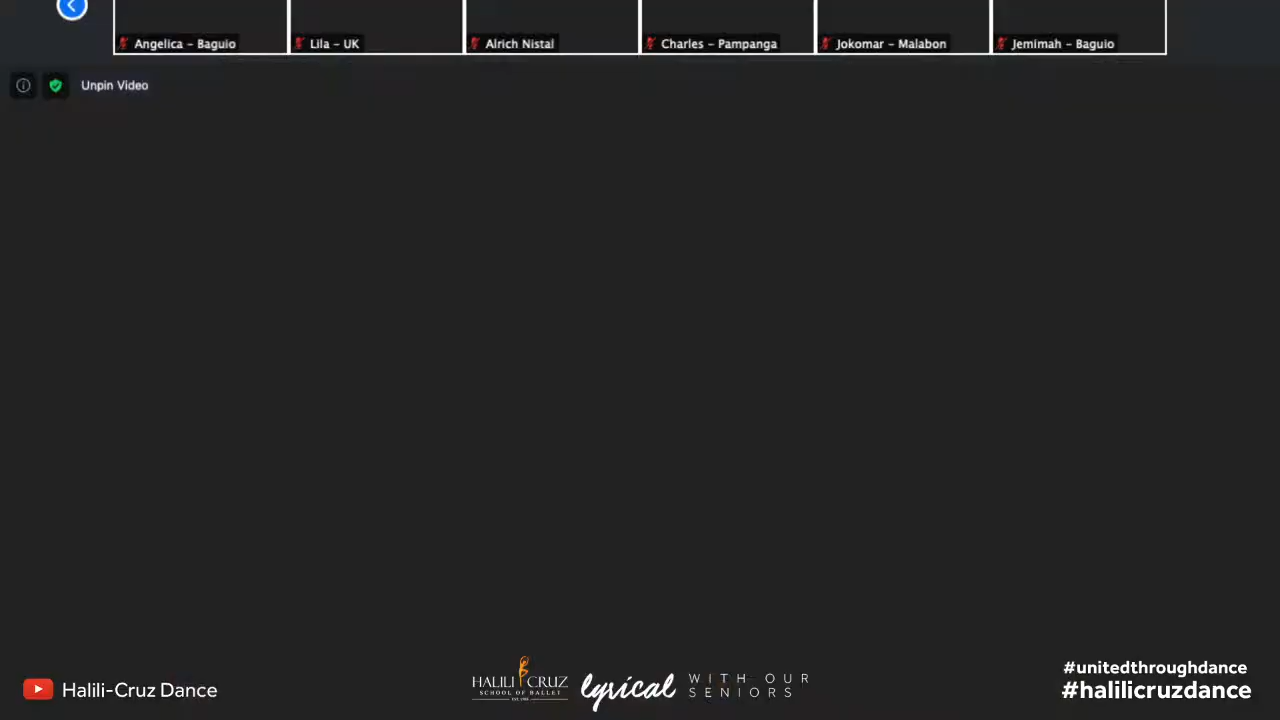 Angelica - Baguio
Lila - UK
Alrich Nistal
Charles - Pampanga
Jokomar - Malabon
Jemimah - Baguio
Unpin Video
Halili-Cruz Dance
HALILI CRUZ
SCHOOL OF BALLET
lyrical
WITH OUR
SENIORS
#unitedthroughdance
#halilicruzdance